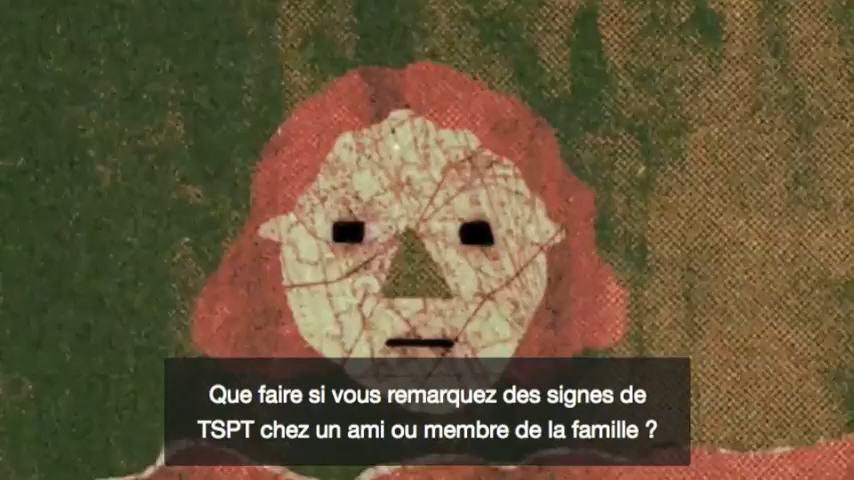 Que faire si vous remarquez des signes de
TSPT chez un ami ou membre de la famille ?